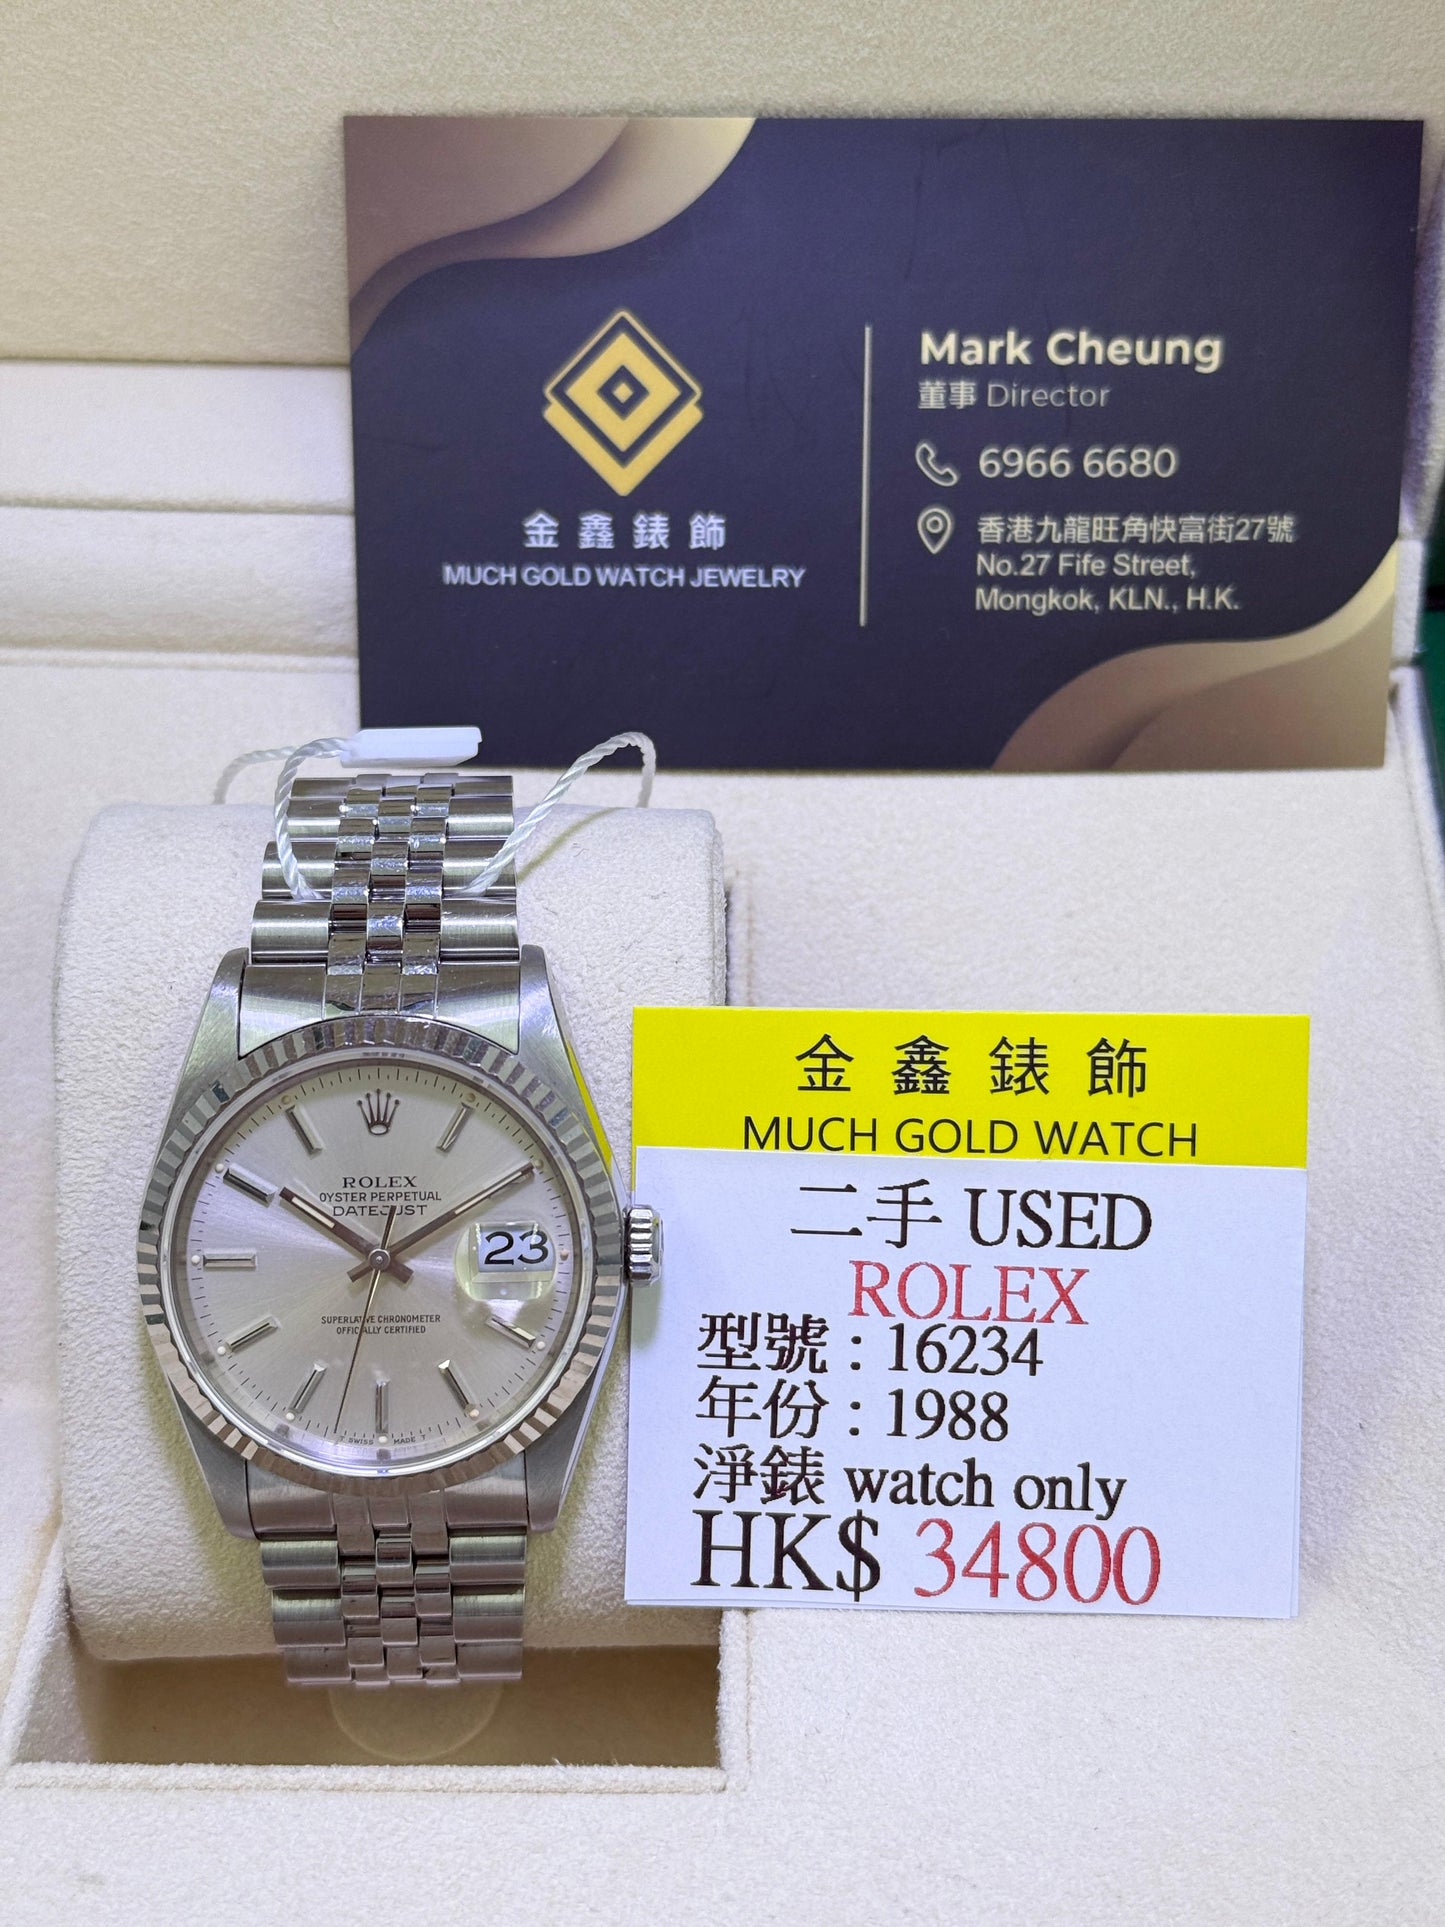 金鑫錶飾
MUCH GOLD WATCH JEWELRY
Mark Cheung
董事 Director
6966 6680
香港九龍旺角快富街27號
No.27 Fife Street,
Mongkok, KLN., H.K.
ROLEX
OYSTER PERPETUAL
DATEJUST
23
SUPERLATIVE CHRONOMETER
OFFICIALLY CERTIFIED
T SWISS MADE T
金鑫錶飾
MUCH GOLD WATCH
二手 USED
ROLEX
型號：16234
年份：1988
淨錶 watch only
HK$ 34800